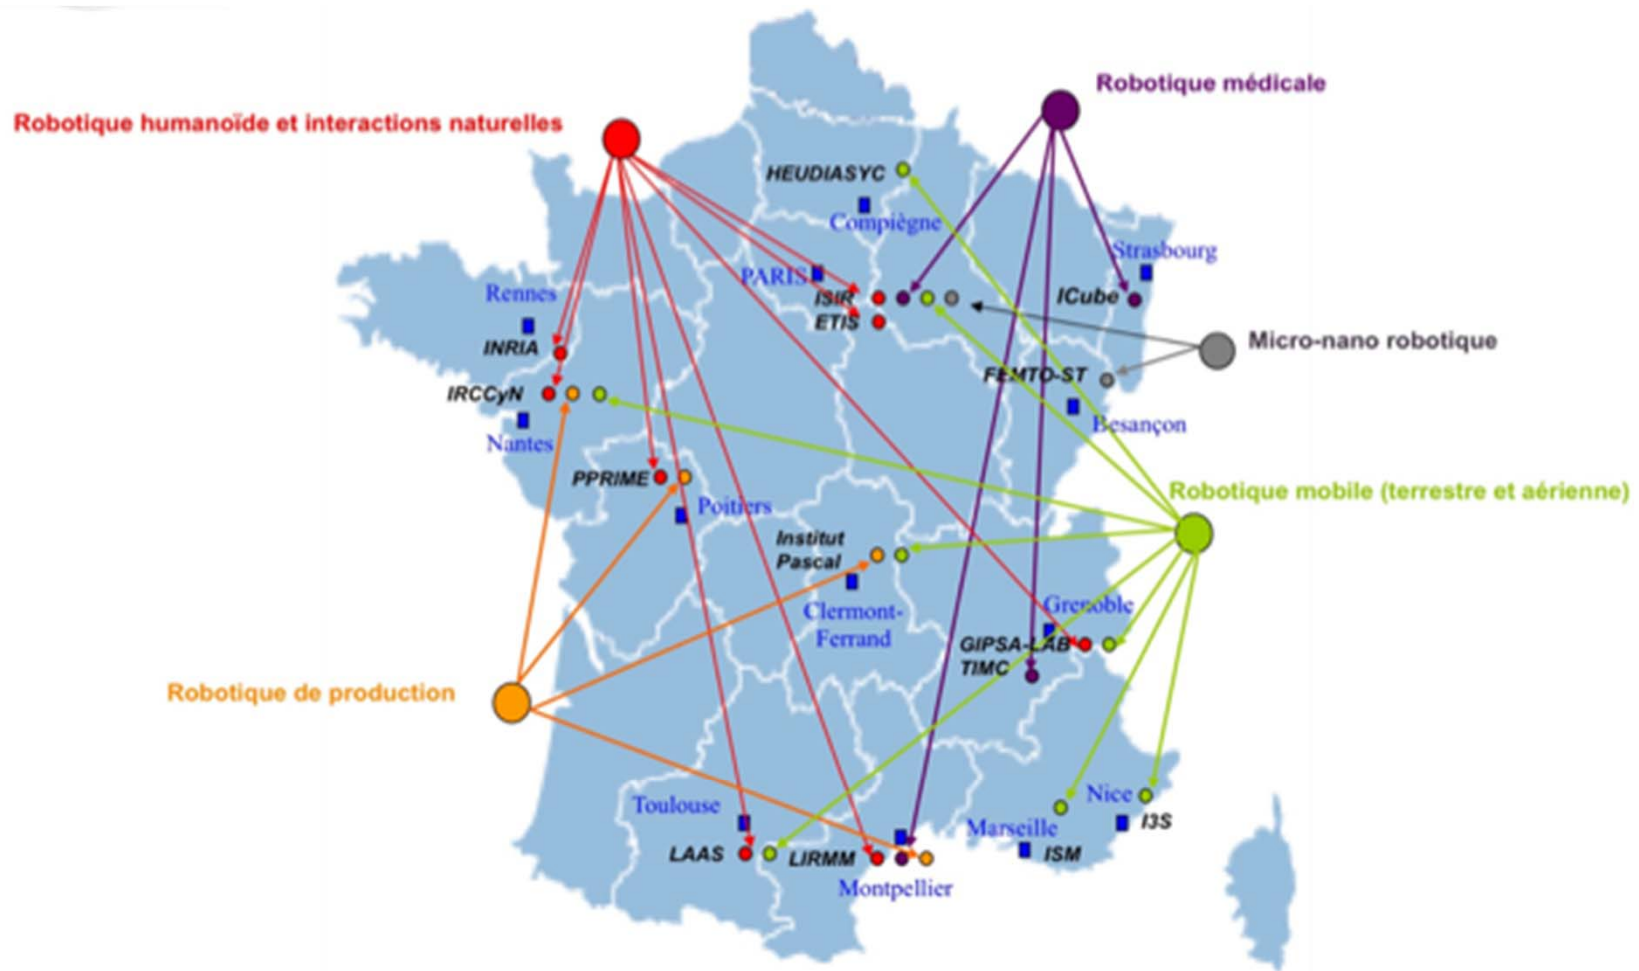 Robotique médicale
Robotique humanoïde et interactions naturelles
HEUDIASYC
Compiègne
Strasbourg
PARIS
Rennes
ISIR
ICube
ETIS
Micro-nano robotique
INRIA
FEMTO-ST
IRCCyN
Besançon
Nantes
PPRIME
Robotique mobile (terrestre et aérienne)
Poitiers
Institut
Pascal
Clermont-
Ferrand
Grenoble
GIPSA-LAB
TIMC
Robotique de production
Nice
Toulouse
I3S
Marseille
LAAS
LIRMM
ISM
Montpellier